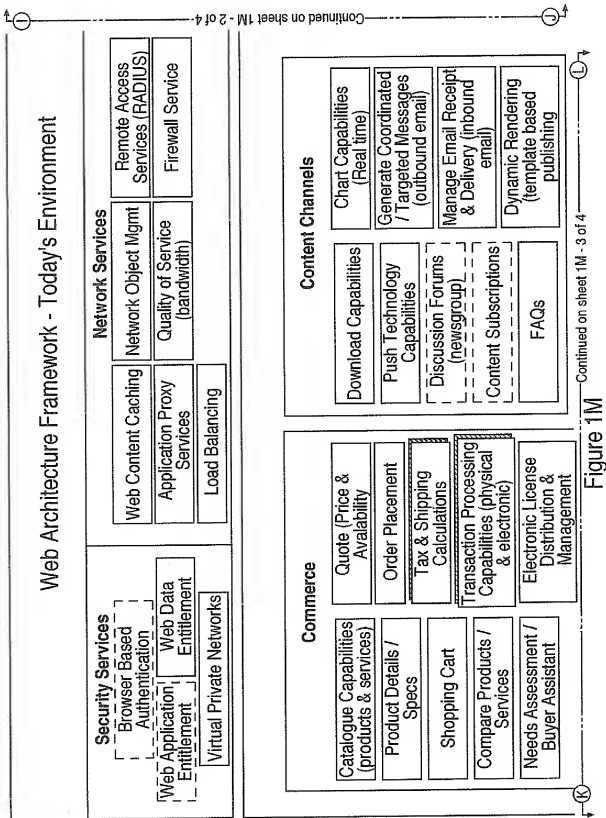 Web Architecture Framework - Today's Environment
Security Services
Browser Based
Authentication
Web Application
Entitlement
Web Data
Entitlement
Virtual Private Networks
Network Services
Web Content Caching
Network Object Mgmt
Remote Access
Services (RADIUS)
Application Proxy
Services
Quality of Service
(bandwidth)
Firewall Service
Load Balancing
I
Continued on sheet 1M - 2 of 4
J
Commerce
Catalogue Capabilities
(products & services)
Quote (Price &
Availability
Product Details /
Specs
Order Placement
Shopping Cart
Tax & Shipping
Calculations
Compare Products /
Services
Transaction Processing
Capabilities (physical
& electronic)
Needs Assessment /
Buyer Assistant
Electronic License
Distribution &
Management
Content Channels
Download Capabilities
Chart Capabilities
(Real time)
Push Technology
Capabilities
Generate Coordinated
/ Targeted Messages
(outbound email)
Discussion Forums
(newsgroup)
Manage Email Receipt
& Delivery (inbound
email)
Content Subscriptions
Dynamic Rendering
(template based
publishing
FAQs
K
Continued on sheet 1M - 3 of 4
L
Figure 1M